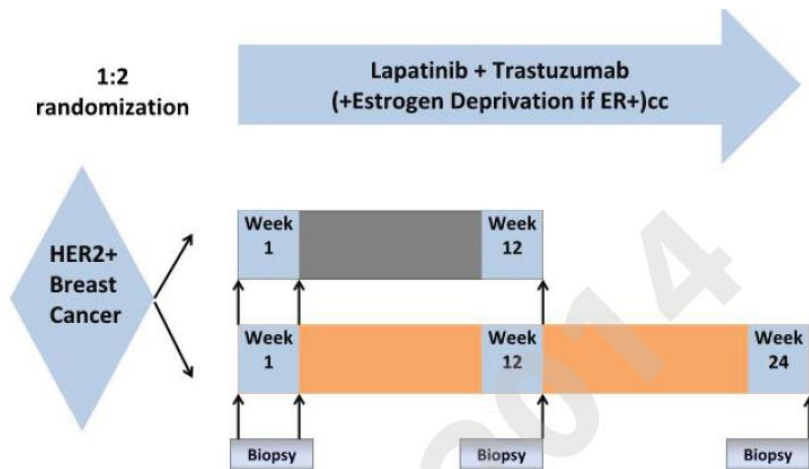 1:2
randomization
Lapatinib + Trastuzumab
(+Estrogen Deprivation if ER+)cc
HER2+
Breast
Cancer
Week
1
Week
12
Week
1
Week
12
Week
24
Biopsy
Biopsy
Biopsy
2014